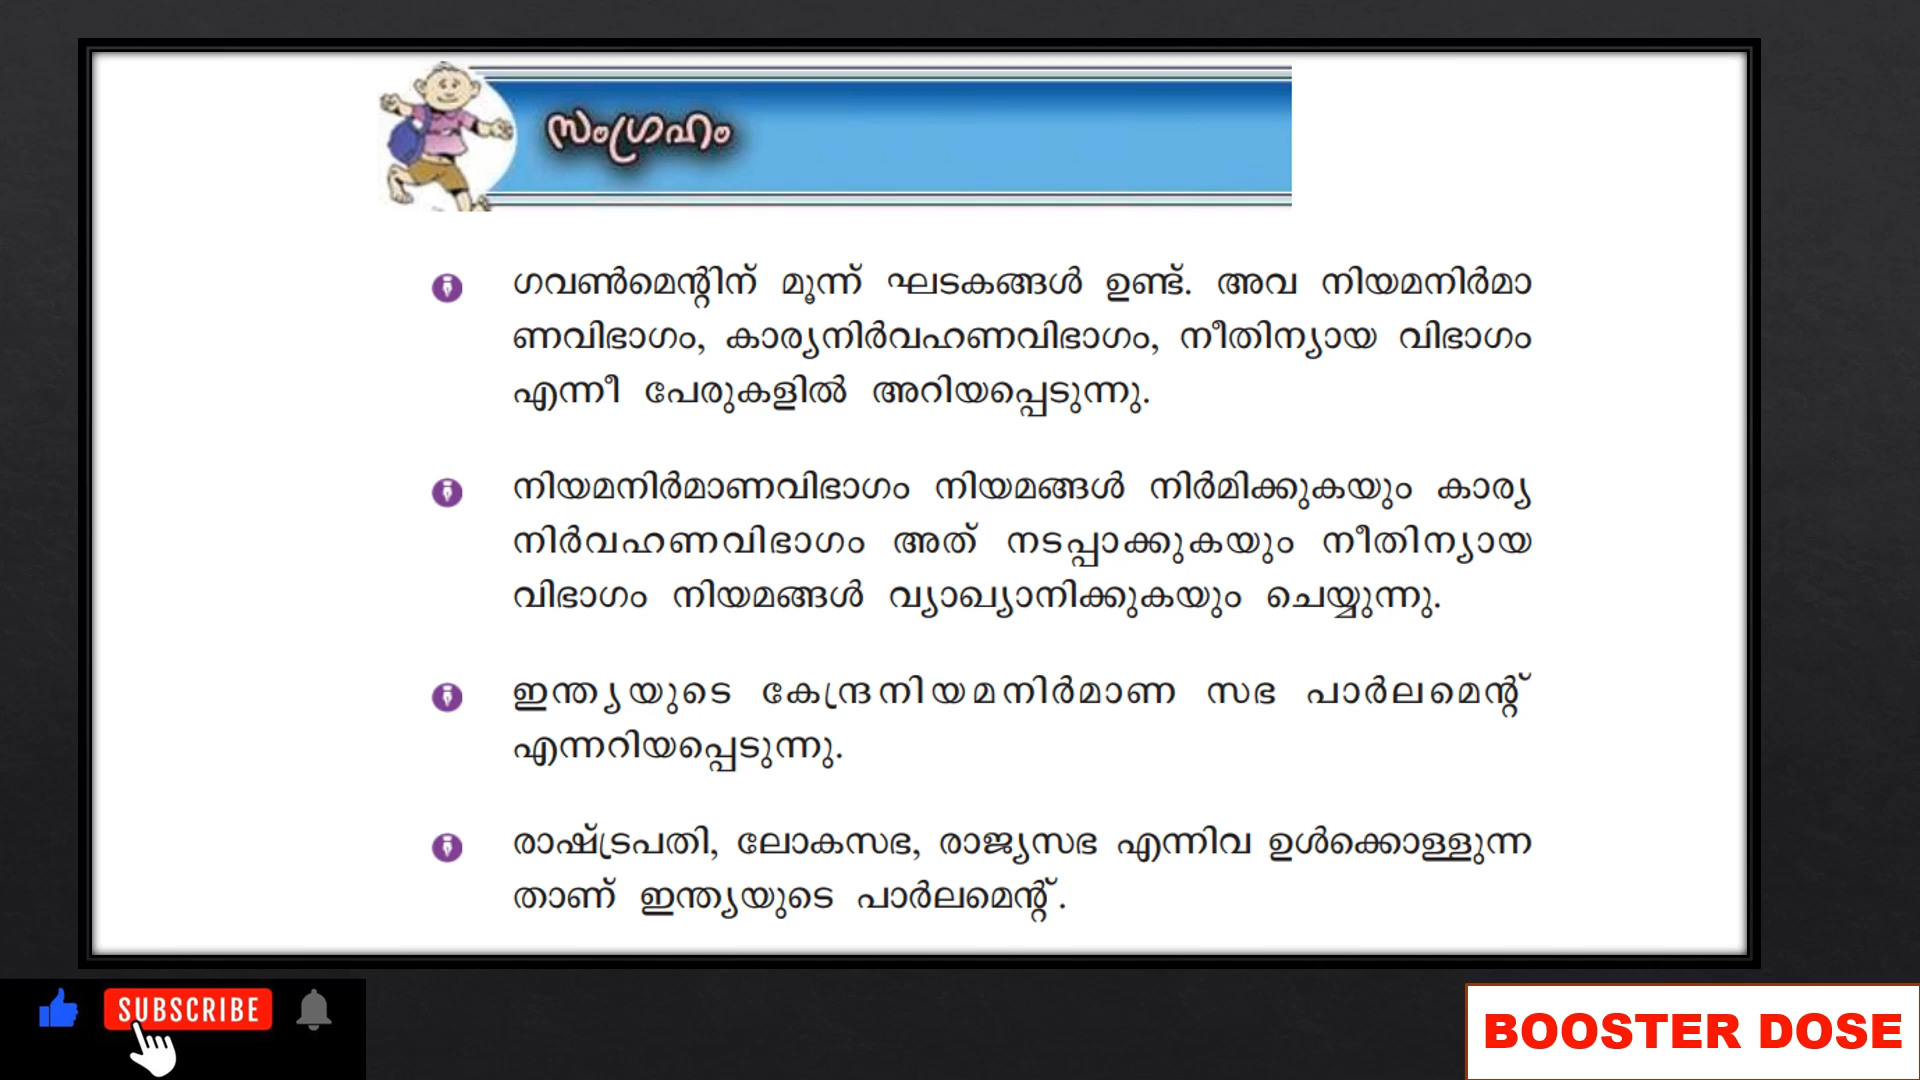 സംഗ്രഹം
ഗവൺമെന്റിന് മൂന്ന് ഘടകങ്ങൾ ഉണ്ട്. അവ നിയമനിർമാ
ണവിഭാഗം, കാര്യനിർവഹണവിഭാഗം, നീതിന്യായ വിഭാഗം
എന്നീ പേരുകളിൽ അറിയപ്പെടുന്നു.
നിയമനിർമാണവിഭാഗം നിയമങ്ങൾ നിർമിക്കുകയും കാര്യ
നിർവഹണവിഭാഗം അത് നടപ്പാക്കുകയും നീതിന്യായ
വിഭാഗം നിയമങ്ങൾ വ്യാഖ്യാനിക്കുകയും ചെയ്യുന്നു.
ഇന്ത്യയുടെ കേന്ദ്രനിയമനിർമാണ സഭ പാർലമെന്റ്
എന്നറിയപ്പെടുന്നു.
രാഷ്ട്രപതി, ലോകസഭ, രാജ്യസഭ എന്നിവ ഉൾക്കൊള്ളുന്ന
താണ് ഇന്ത്യയുടെ പാർലമെന്റ്.
SUBSCRIBE
BOOSTER DOSE